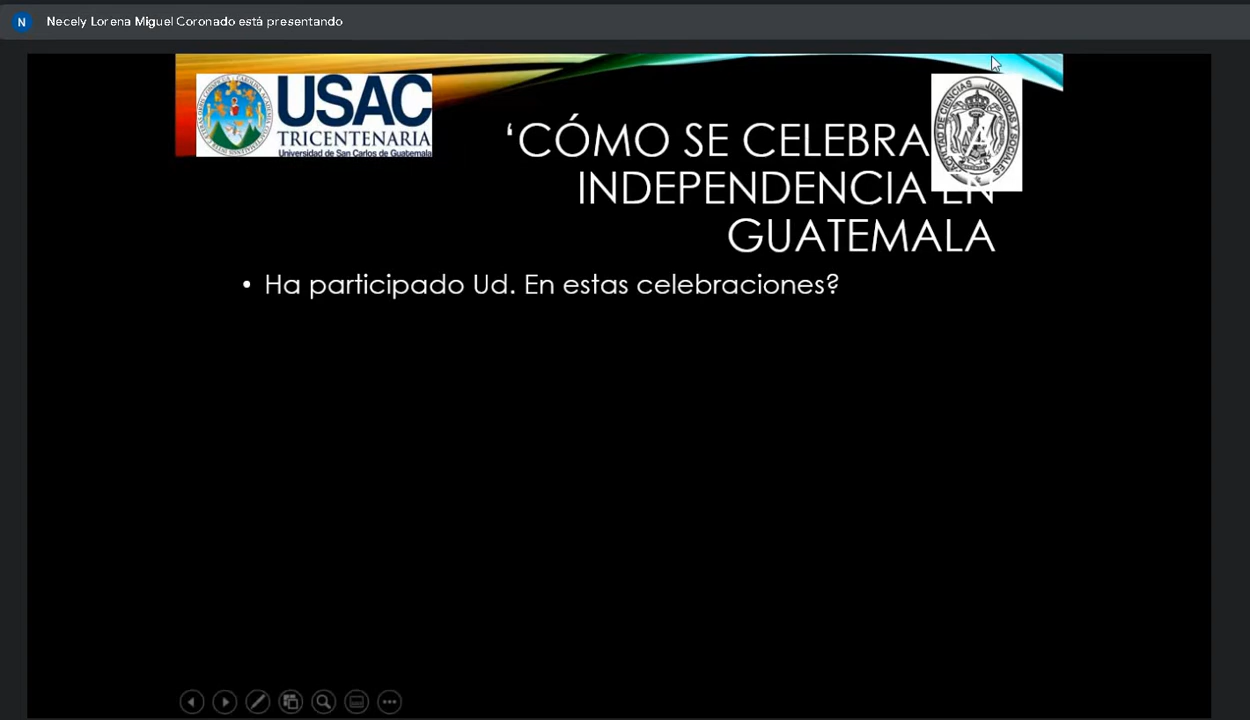 N
Necely Lorena Miguel Coronado está presentando
USAC
TRICENTENARIA
Universidad de San Carlos de Guatemala
‘CÓMO SE CELEBRA A
INDEPENDENCIA EN
GUATEMALA
• Ha participado Ud. En estas celebraciones?